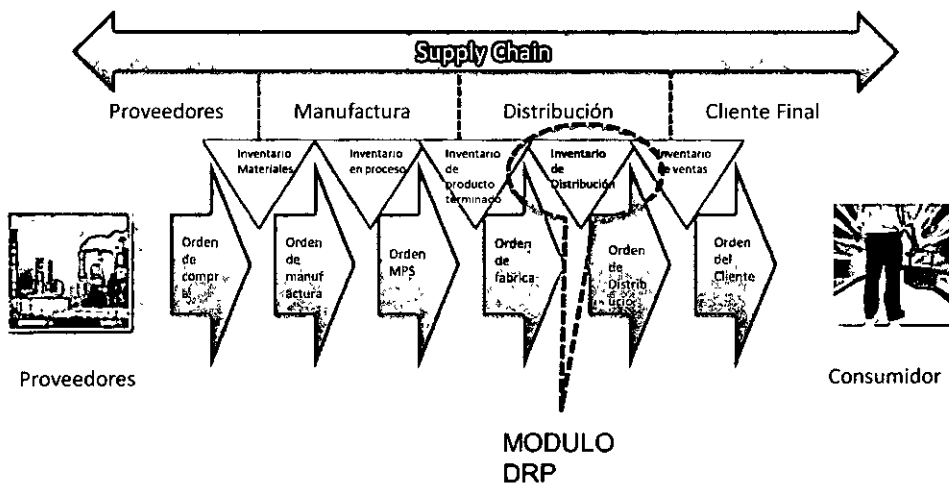 Supply Chain
Proveedores
Manufactura
Distribución
Cliente Final
Inventario
Materiales
Inventario
en proceso
Inventario
de
producto
terminado
Inventario
de
Distribución
Inventario
de ventas
Orden
de
compr
a
Orden
de
manuf
actura
Orden
MPS
Orden
de
fabrica
Orden
de
Distrib
ución
Orden
del
Cliente
Proveedores
Consumidor
MODULO
DRP